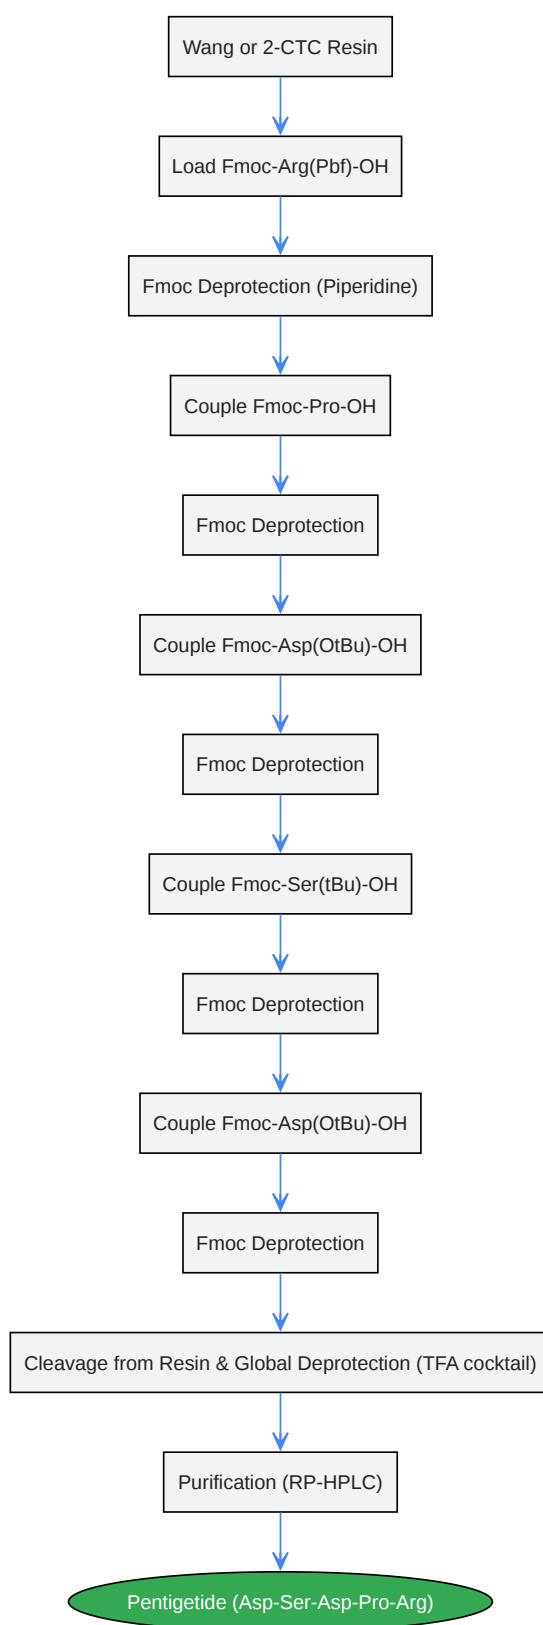 Wang or 2-CTC Resin
Load Fmoc-Arg(Pbf)-OH
Fmoc Deprotection (Piperidine)
Couple Fmoc-Pro-OH
Fmoc Deprotection
Couple Fmoc-Asp(OtBu)-OH
Fmoc Deprotection
Couple Fmoc-Ser(tBu)-OH
Fmoc Deprotection
Couple Fmoc-Asp(OtBu)-OH
Fmoc Deprotection
Cleavage from Resin & Global Deprotection (TFA cocktail)
Purification (RP-HPLC)
Pentigetide (Asp-Ser-Asp-Pro-Arg)